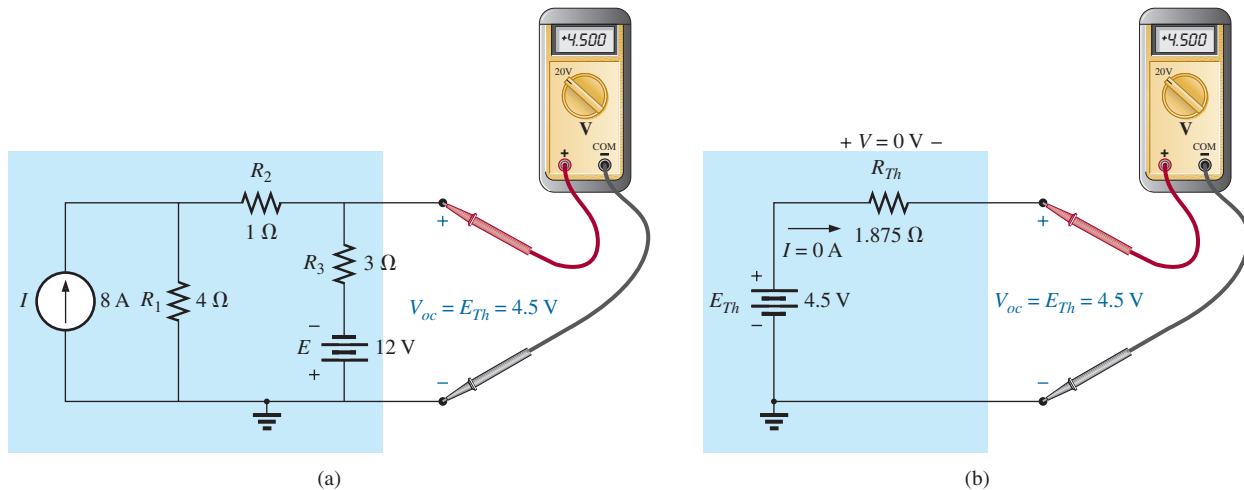 +4.500
20V
V
+
COM
–
R2
1 Ω
+
R3
3 Ω
I
8 A
R1
4 Ω
Voc = ETh = 4.5 V
–
E
12 V
+
–
(a)
+4.500
20V
V
+
COM
–
+ V = 0 V –
RTh
I = 0 A
1.875 Ω
+
+
ETh
4.5 V
–
Voc = ETh = 4.5 V
–
(b)